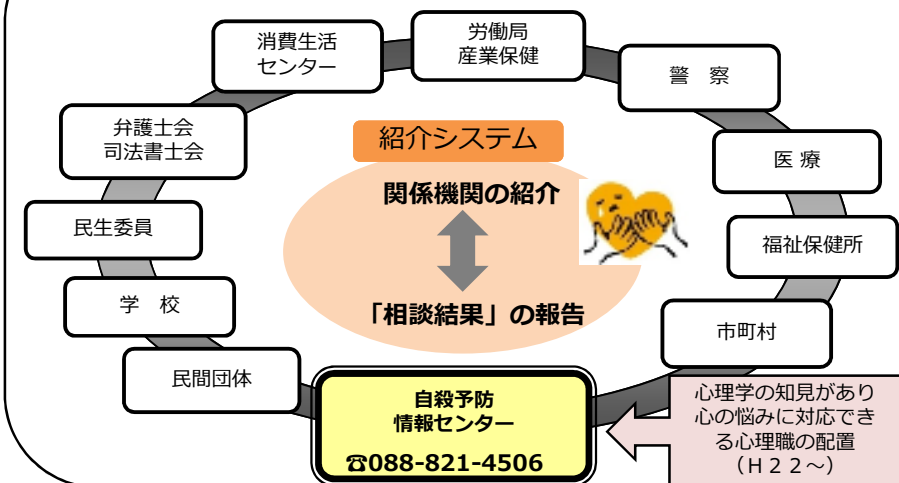 消費生活
センター
労働局
産業保健
警　察
弁護士会
司法書士会
紹介システム
医 療
関係機関の紹介
民生委員
福祉保健所
学　校
「相談結果」の報告
市町村
民間団体
自殺予防
情報センター
☎088-821-4506
心理学の知見があり
心の悩みに対応でき
る心理職の配置
（Ｈ２２～）